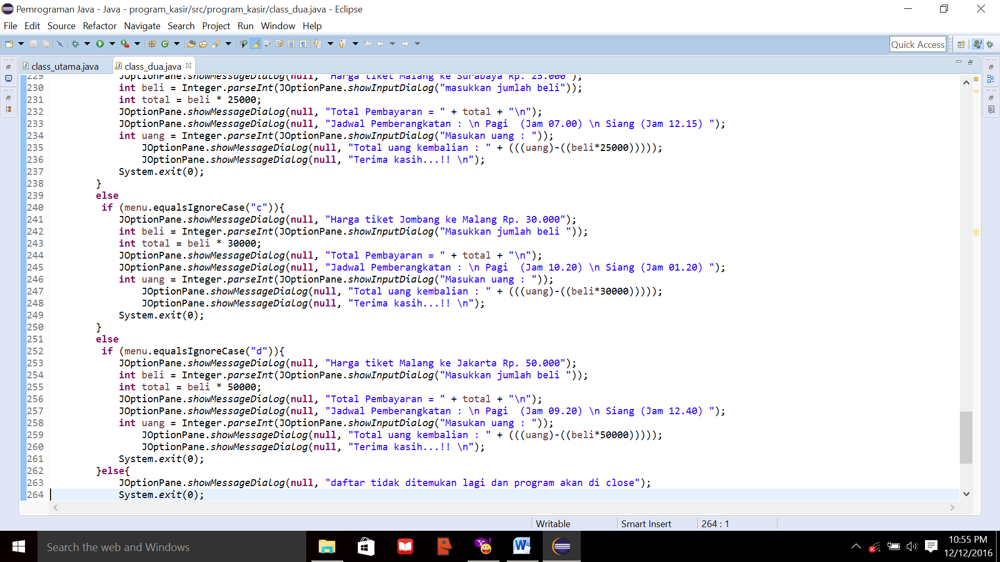 Pemrograman Java - Java - program_kasir/src/program_kasir/class_dua.java - Eclipse
File Edit Source Refactor Navigate Search Project Run Window Help
Quick Access
class_utama.java class_dua.java
229 JOptionPane.showMessageDialog(null, "Harga tiket Malang ke Surabaya Rp. 25.000");
230 int beli = Integer.parseInt(JOptionPane.showInputDialog("masukkan jumlah beli"));
231 int total = beli * 25000;
232 JOptionPane.showMessageDialog(null, "Total Pembayaran = " + total + "\n");
233 JOptionPane.showMessageDialog(null, "Jadwal Pemberangkatan : \n Pagi  (Jam 07.00) \n Siang (Jam 12.15) ");
234 int uang = Integer.parseInt(JOptionPane.showInputDialog("Masukan uang : "));
235 JOptionPane.showMessageDialog(null, "Total uang kembalian : " + (((uang)-((beli*25000)))));
236 JOptionPane.showMessageDialog(null, "Terima kasih...!! \n");
237 System.exit(0);
238 }
239 else
240 if (menu.equalsIgnoreCase("c")){
241 JOptionPane.showMessageDialog(null, "Harga tiket Jombang ke Malang Rp. 30.000");
242 int beli = Integer.parseInt(JOptionPane.showInputDialog("Masukkan jumlah beli "));
243 int total = beli * 30000;
244 JOptionPane.showMessageDialog(null, "Total Pembayaran = " + total + "\n");
245 JOptionPane.showMessageDialog(null, "Jadwal Pemberangkatan : \n Pagi  (Jam 10.20) \n Siang (Jam 01.20) ");
246 int uang = Integer.parseInt(JOptionPane.showInputDialog("Masukan uang : "));
247 JOptionPane.showMessageDialog(null, "Total uang kembalian : " + (((uang)-((beli*30000)))));
248 JOptionPane.showMessageDialog(null, "Terima kasih...!! \n");
249 System.exit(0);
250 }
251 else
252 if (menu.equalsIgnoreCase("d")){
253 JOptionPane.showMessageDialog(null, "Harga tiket Malang ke Jakarta Rp. 50.000");
254 int beli = Integer.parseInt(JOptionPane.showInputDialog("Masukkan jumlah beli "));
255 int total = beli * 50000;
256 JOptionPane.showMessageDialog(null, "Total Pembayaran = " + total + "\n");
257 JOptionPane.showMessageDialog(null, "Jadwal Pemberangkatan : \n Pagi  (Jam 09.20) \n Siang (Jam 12.40) ");
258 int uang = Integer.parseInt(JOptionPane.showInputDialog("Masukan uang : "));
259 JOptionPane.showMessageDialog(null, "Total uang kembalian : " + (((uang)-((beli*50000)))));
260 JOptionPane.showMessageDialog(null, "Terima kasih...!! \n");
261 System.exit(0);
262 }else{
263 JOptionPane.showMessageDialog(null, "daftar tidak ditemukan lagi dan program akan di close");
264 System.exit(0);
Writable Smart Insert 264 : 1
Search the web and Windows
10:55 PM
12/12/2016